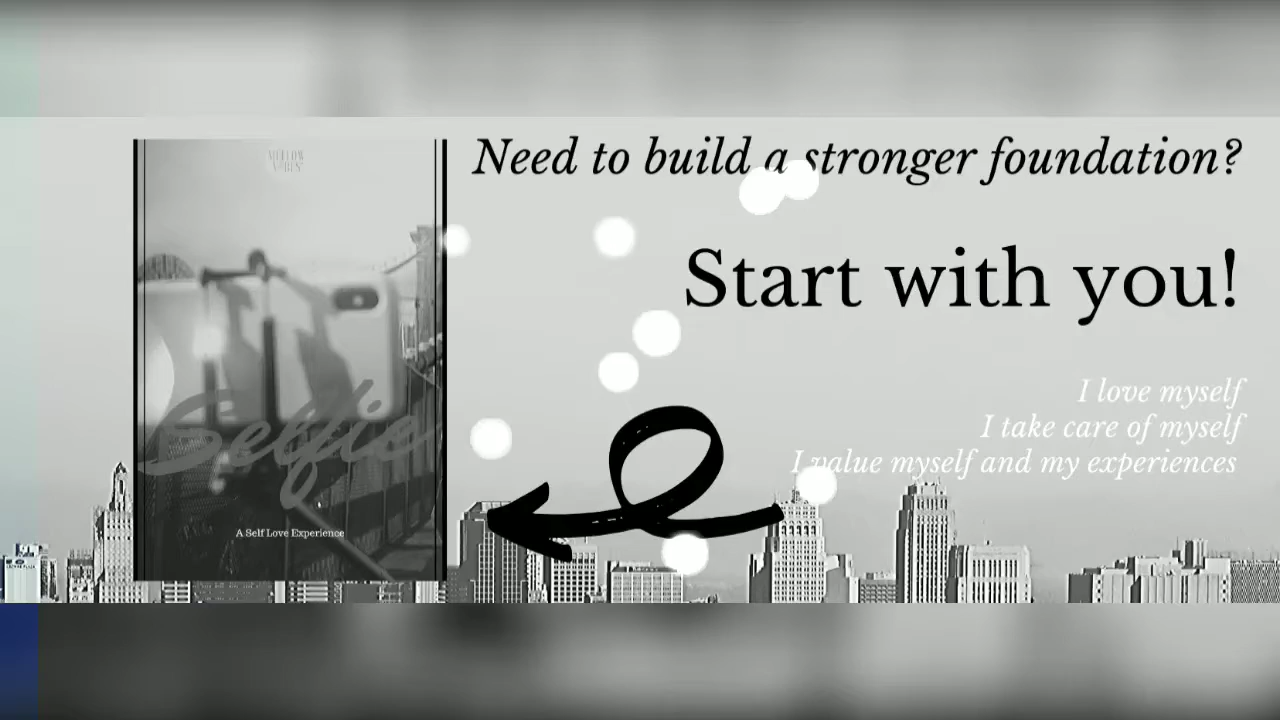 Need to build a stronger foundation?
Start with you!
I love myself
I take care of myself
I value myself and my experiences
Selfie
A Self Love Experience